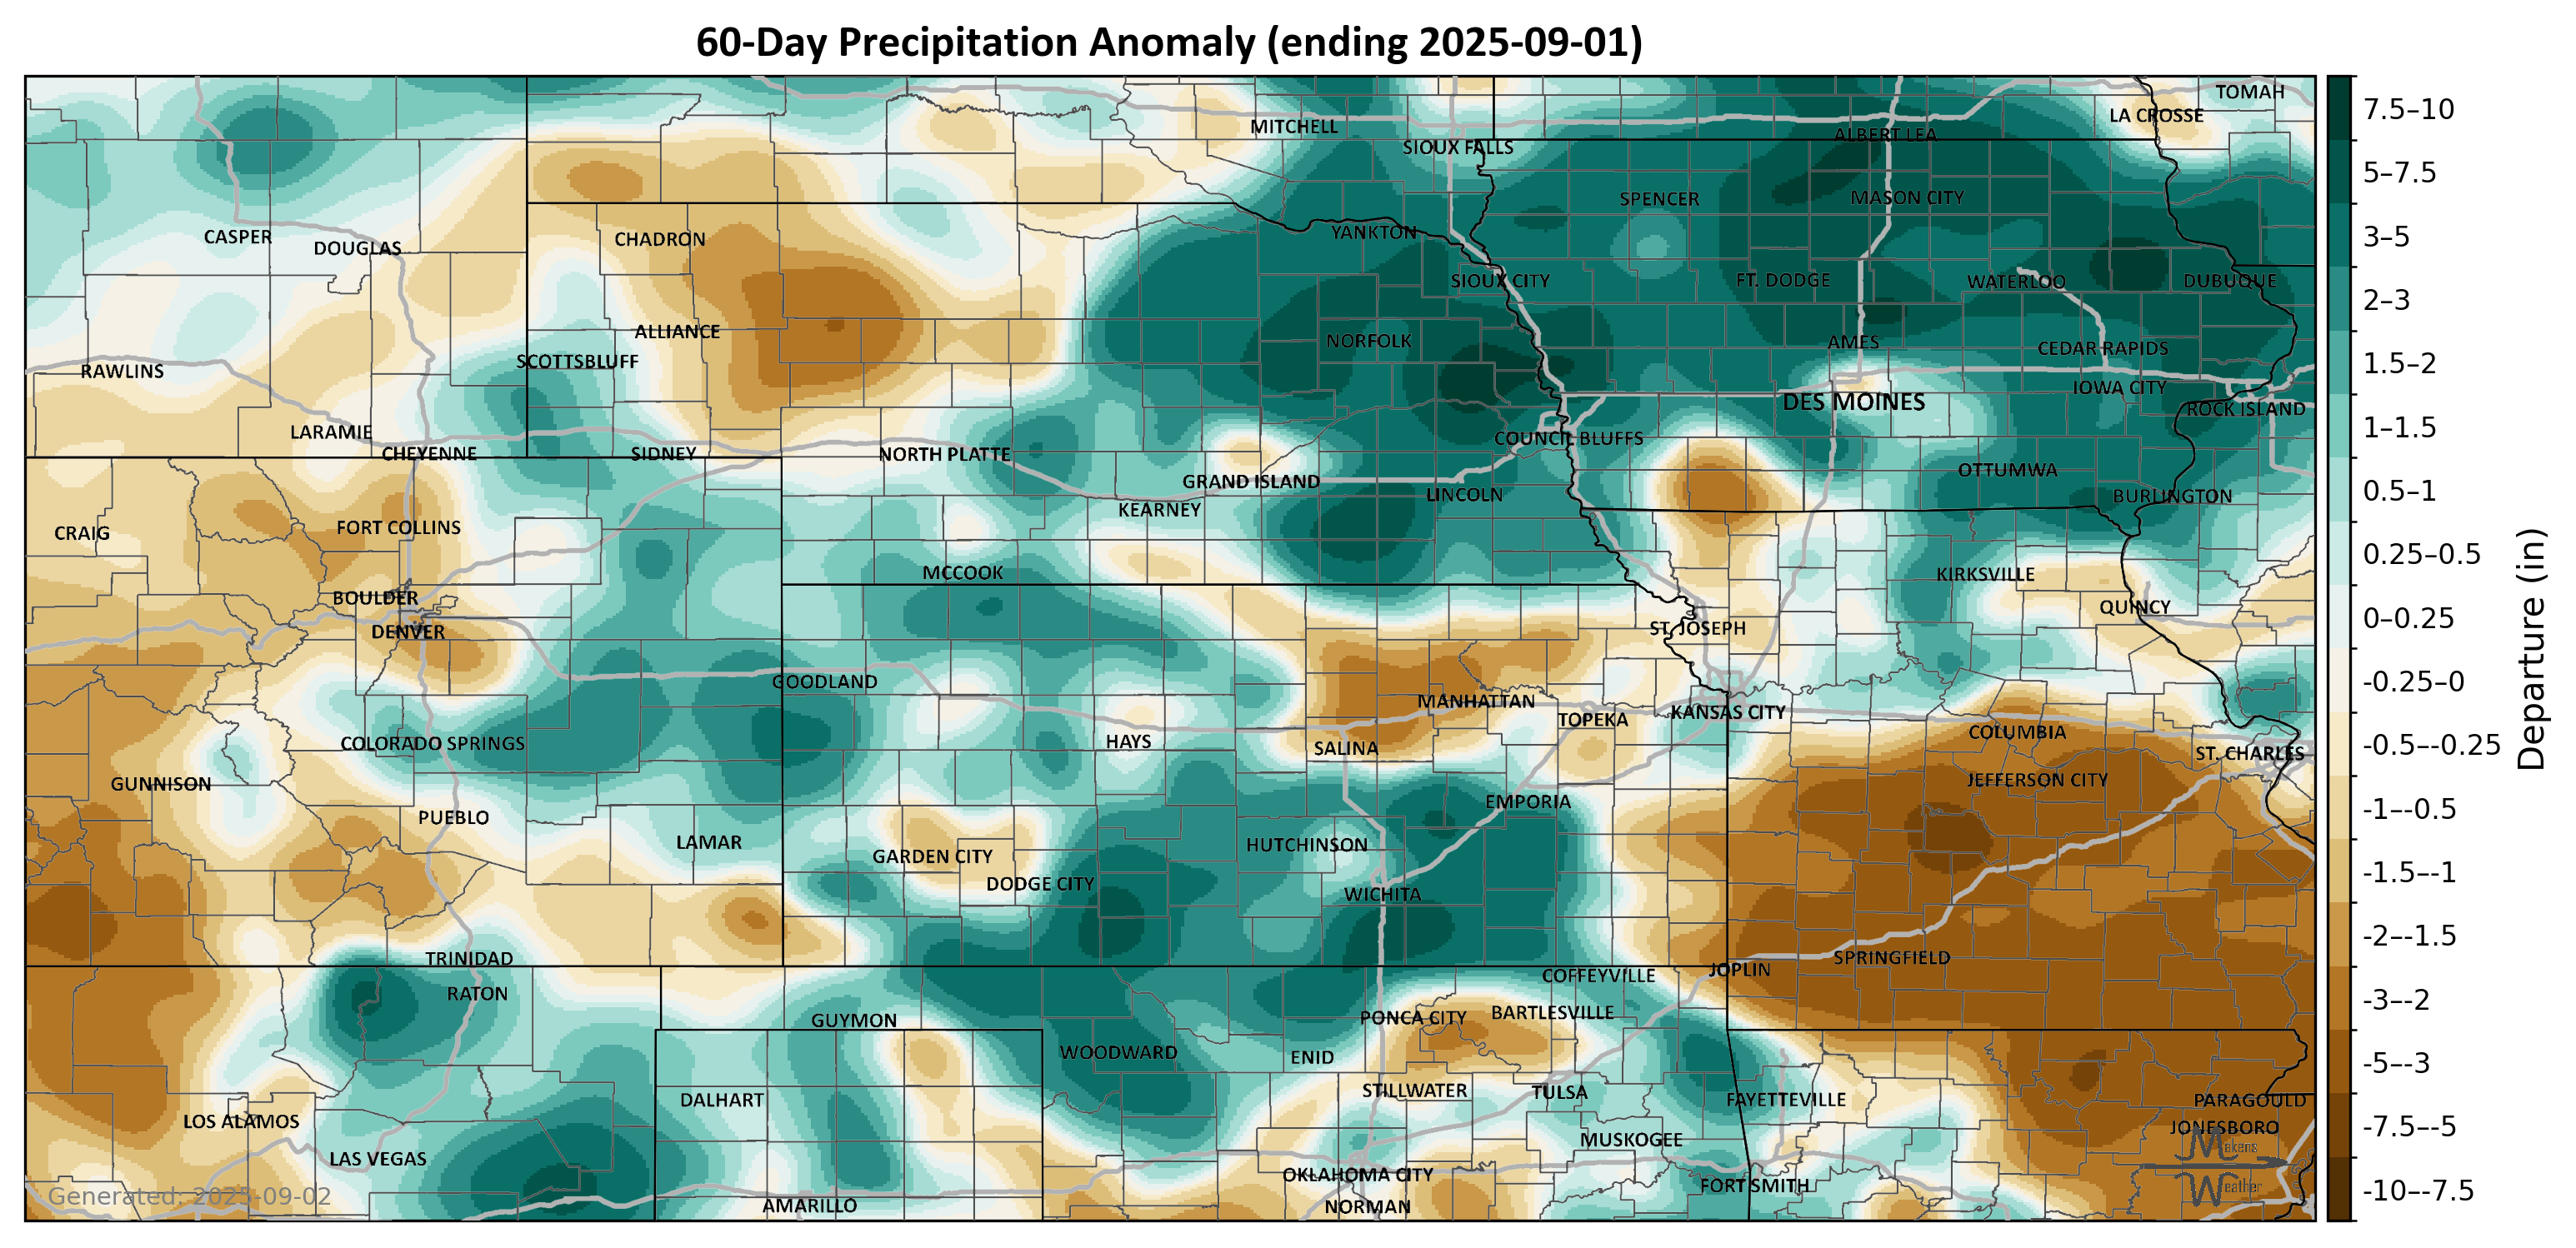 60-Day Precipitation Anomaly (ending 2025-09-01)
TOMAH
LA CROSSE
MITCHELL
ALBERT LEA
SIOUX FALLS
SPENCER
MASON CITY
CASPER
DOUGLAS
CHADRON
YANKTON
SIOUX CITY
FT. DODGE
WATERLOO
DUBUQUE
ALLIANCE
NORFOLK
AMES
CEDAR RAPIDS
SCOTTSBLUFF
RAWLINS
IOWA CITY
DES MOINES
ROCK ISLAND
LARAMIE
COUNCIL BLUFFS
CHEYENNE
SIDNEY
NORTH PLATTE
OTTUMWA
GRAND ISLAND
LINCOLN
BURLINGTON
KEARNEY
CRAIG
FORT COLLINS
MCCOOK
KIRKSVILLE
BOULDER
QUINCY
DENVER
ST. JOSEPH
GOODLAND
MANHATTAN
KANSAS CITY
TOPEKA
COLUMBIA
COLORADO SPRINGS
HAYS
SALINA
ST. CHARLES
GUNNISON
JEFFERSON CITY
EMPORIA
PUEBLO
LAMAR
HUTCHINSON
GARDEN CITY
DODGE CITY
WICHITA
TRINIDAD
SPRINGFIELD
JOPLIN
COFFEYVILLE
RATON
GUYMON
PONCA CITY
BARTLESVILLE
WOODWARD
ENID
STILLWATER
TULSA
DALHART
FAYETTEVILLE
PARAGOULD
LOS ALAMOS
JONESBORO
MUSKOGEE
Makens
LAS VEGAS
OKLAHOMA CITY
FORT SMITH
Weather
Generated: 2025-09-02
AMARILLO
NORMAN
7.5–10
5–7.5
3–5
2–3
1.5–2
1–1.5
0.5–1
0.25–0.5
0–0.25
-0.25–0
-0.5–-0.25
-1–-0.5
-1.5–-1
-2–-1.5
-3–-2
-5–-3
-7.5–-5
-10–-7.5
Departure (in)